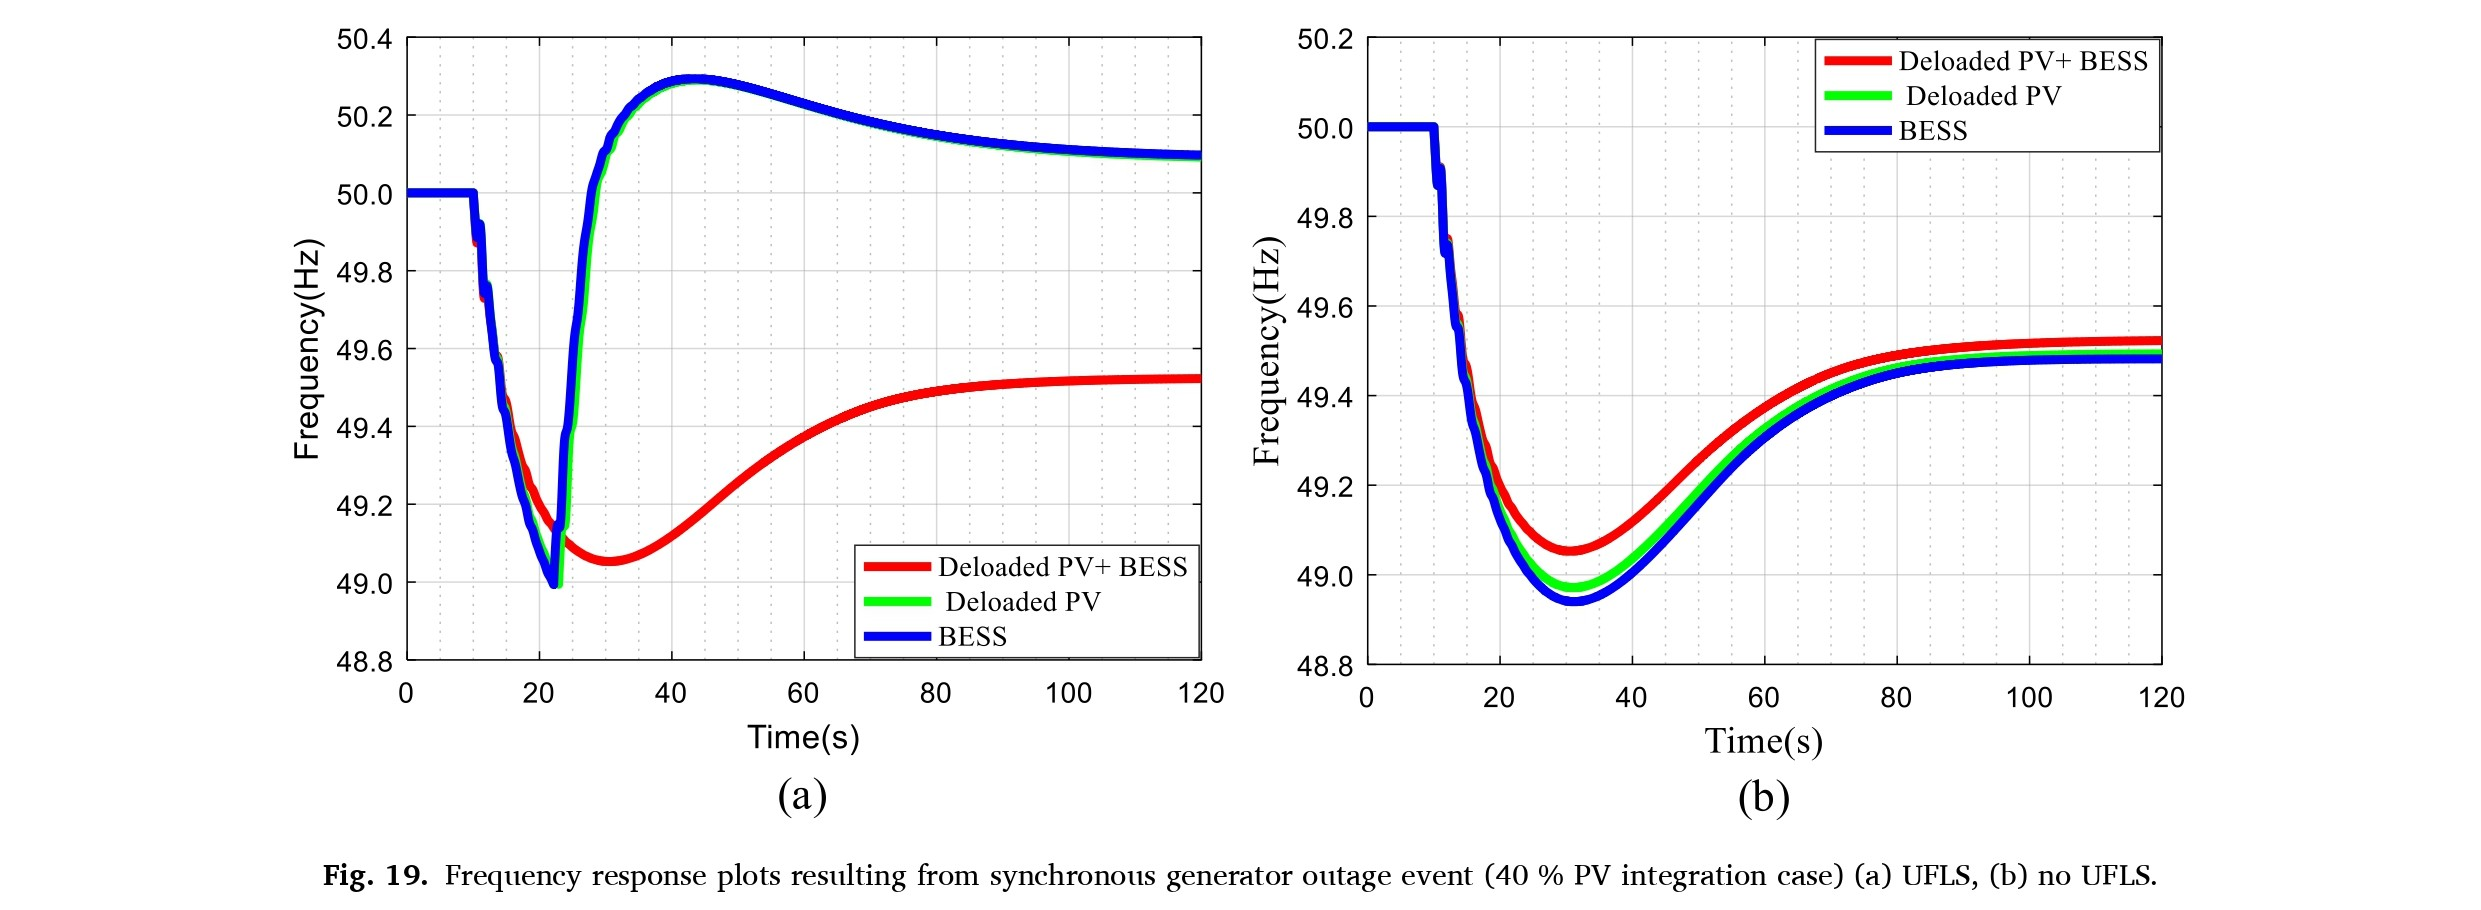 50.4
50.2
50.0
49.8
49.6
49.4
49.2
49.0
48.8
Frequency(Hz)
0 20 40 60 80 100 120
Time(s)
Deloaded PV+ BESS
Deloaded PV
BESS
(a)
50.2
50.0
49.8
49.6
49.4
49.2
49.0
48.8
Frequency(Hz)
0 20 40 60 80 100 120
Time(s)
Deloaded PV+ BESS
Deloaded PV
BESS
(b)
Fig. 19. Frequency response plots resulting from synchronous generator outage event (40 % PV integration case) (a) UFLS, (b) no UFLS.